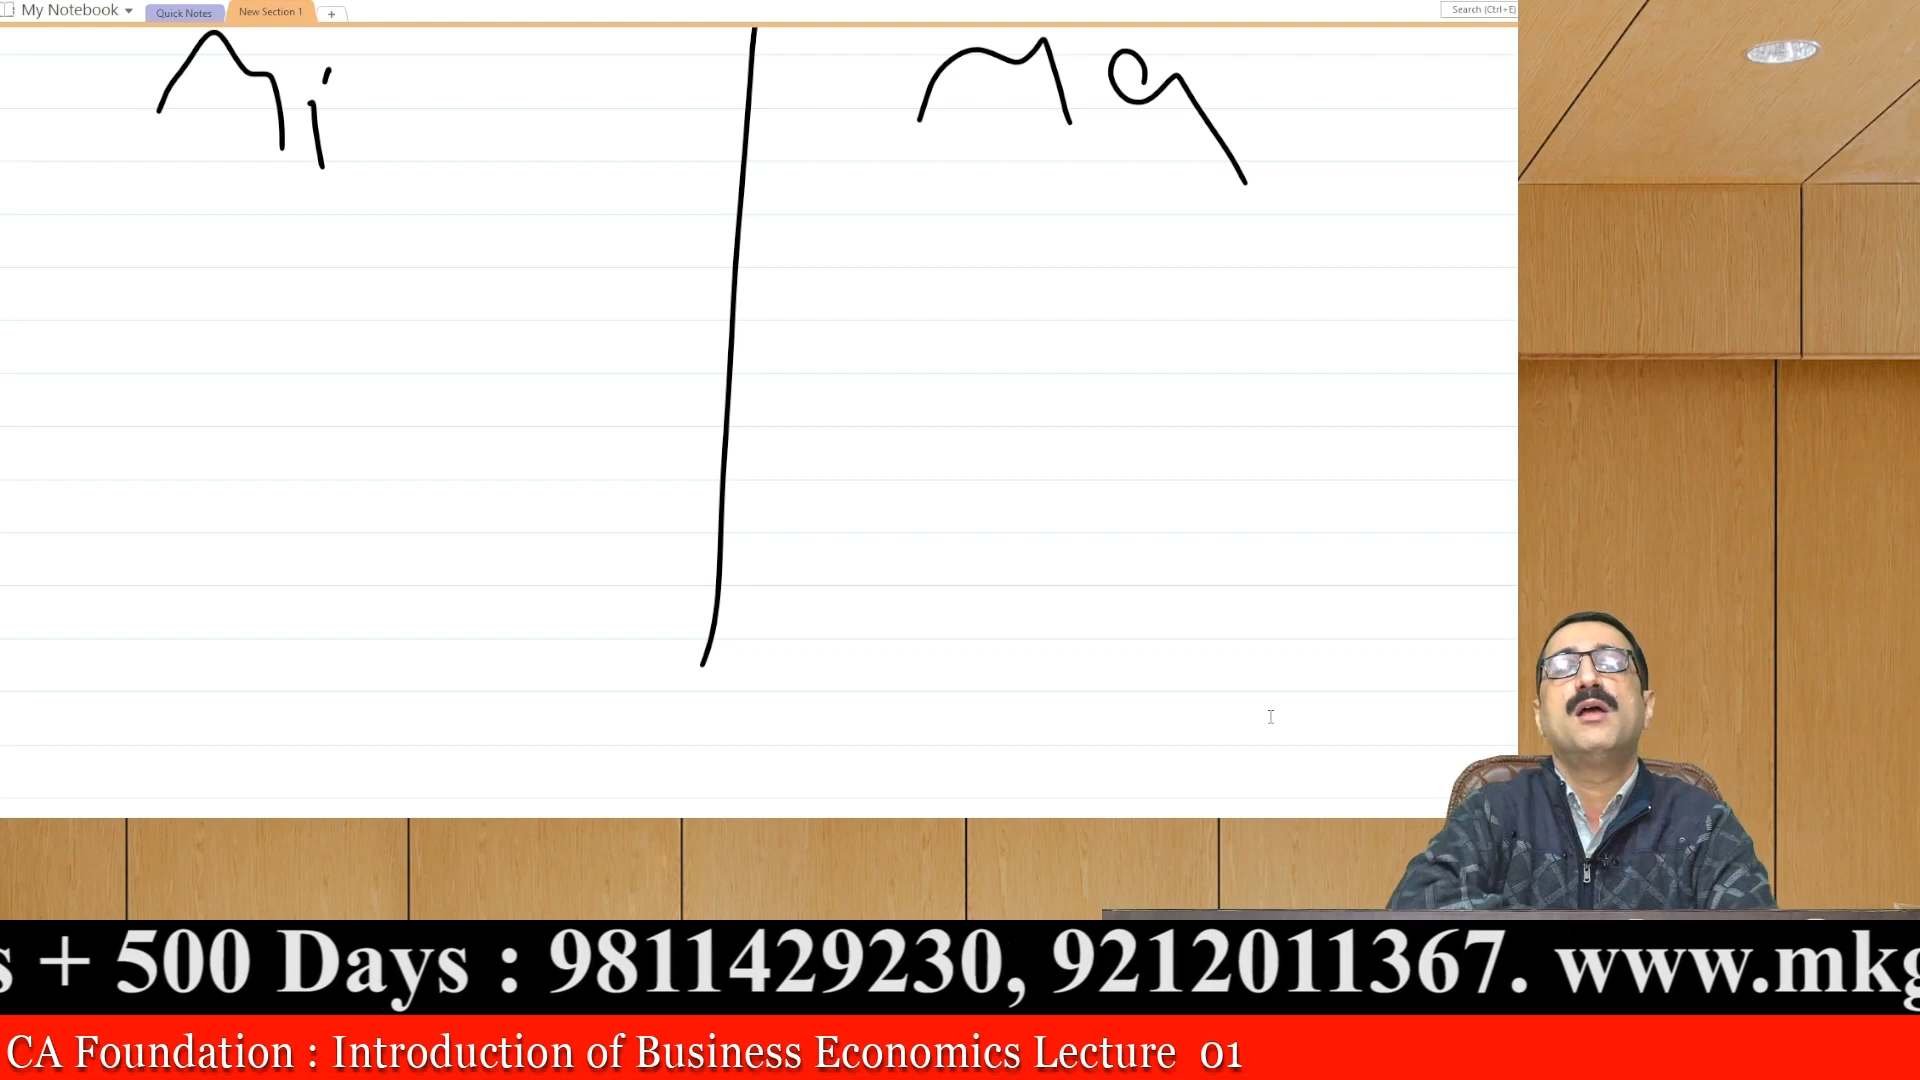 My Notebook Quick Notes New Section 1 + Search (Ctrl+E)
Mi Ma
s + 500 Days : 9811429230, 9212011367. www.mkg
CA Foundation : Introduction of Business Economics Lecture 01